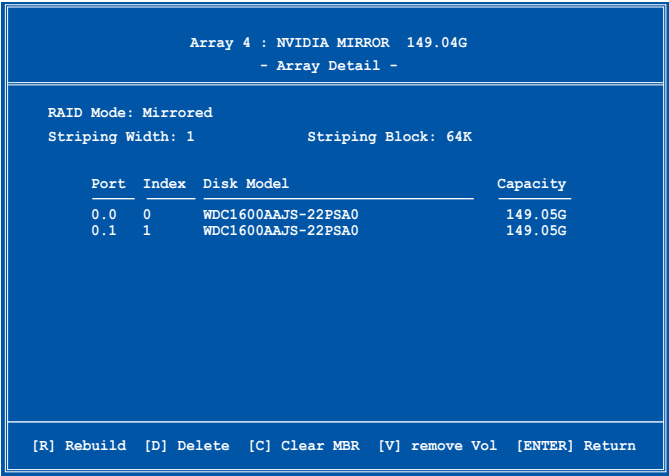 Array 4 : NVIDIA MIRROR 149.04G
- Array Detail -
RAID Mode: Mirrored
Striping Width: 1 Striping Block: 64K
Port Index Disk Model Capacity
0.0 0 WDC1600AAJS-22PSA0 149.05G
0.1 1 WDC1600AAJS-22PSA0 149.05G
[R] Rebuild [D] Delete [C] Clear MBR [V] remove Vol [ENTER] Return